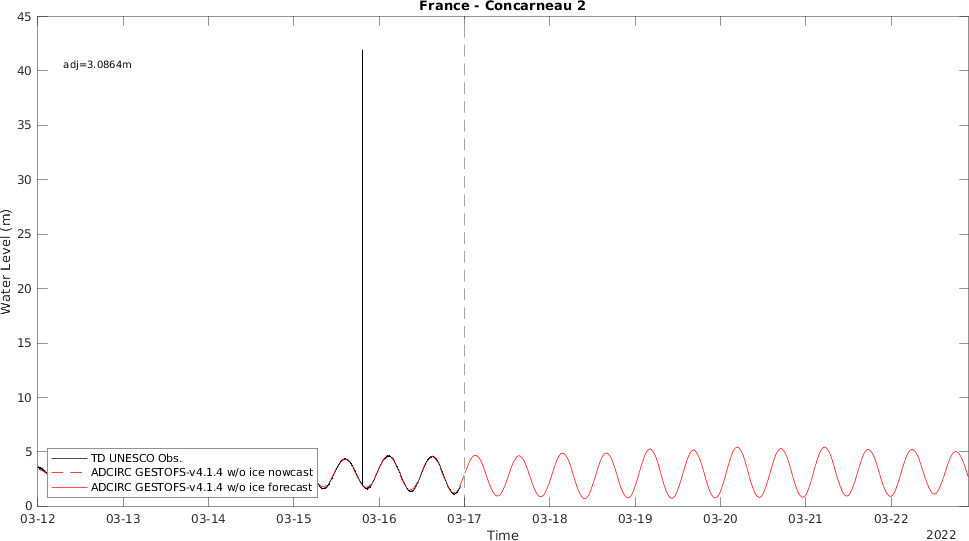 France - Concarneau 2
adj=3.0864m
Water Level (m)
45
40
35
30
25
20
15
10
5
0
TD UNESCO Obs.
ADCIRC GESTOFS-v4.1.4 w/o ice nowcast
ADCIRC GESTOFS-v4.1.4 w/o ice forecast
03-12 03-13 03-14 03-15 03-16 03-17 03-18 03-19 03-20 03-21 03-22
Time
2022